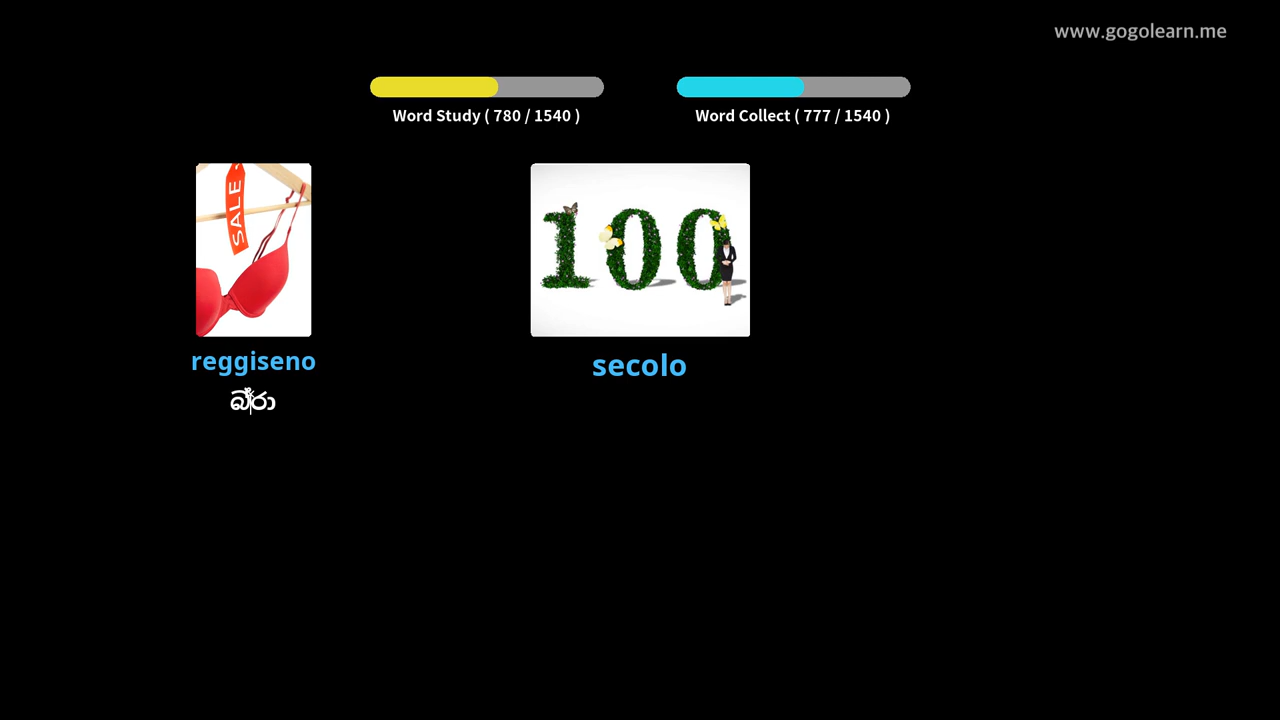 www.gogolearn.me
Word Study ( 780 / 1540 )
Word Collect ( 777 / 1540 )
SALE
100
reggiseno
secolo
බ්‍රා